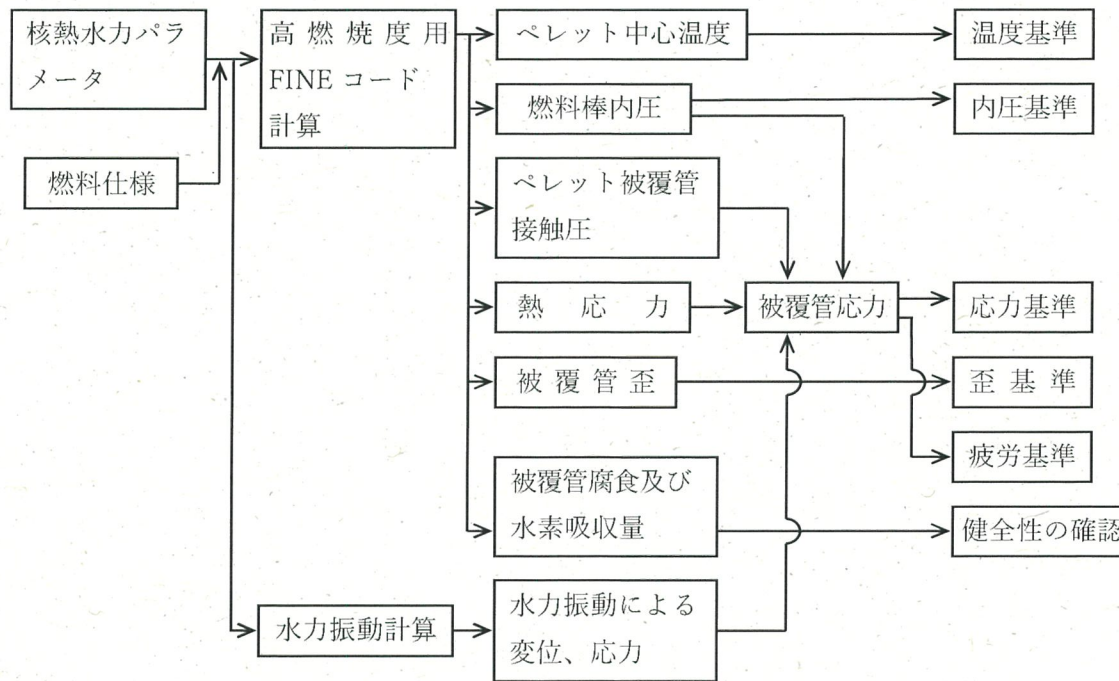 核熱水力パラ
メータ
燃料仕様
高燃焼度用
FINE コード
計算
水力振動計算
ペレット中心温度
燃料棒内圧
ペレット被覆管
接触圧
熱応力
被覆管歪
被覆管腐食及び
水素吸収量
水力振動による
変位、応力
被覆管応力
温度基準
内圧基準
応力基準
歪基準
疲労基準
健全性の確認